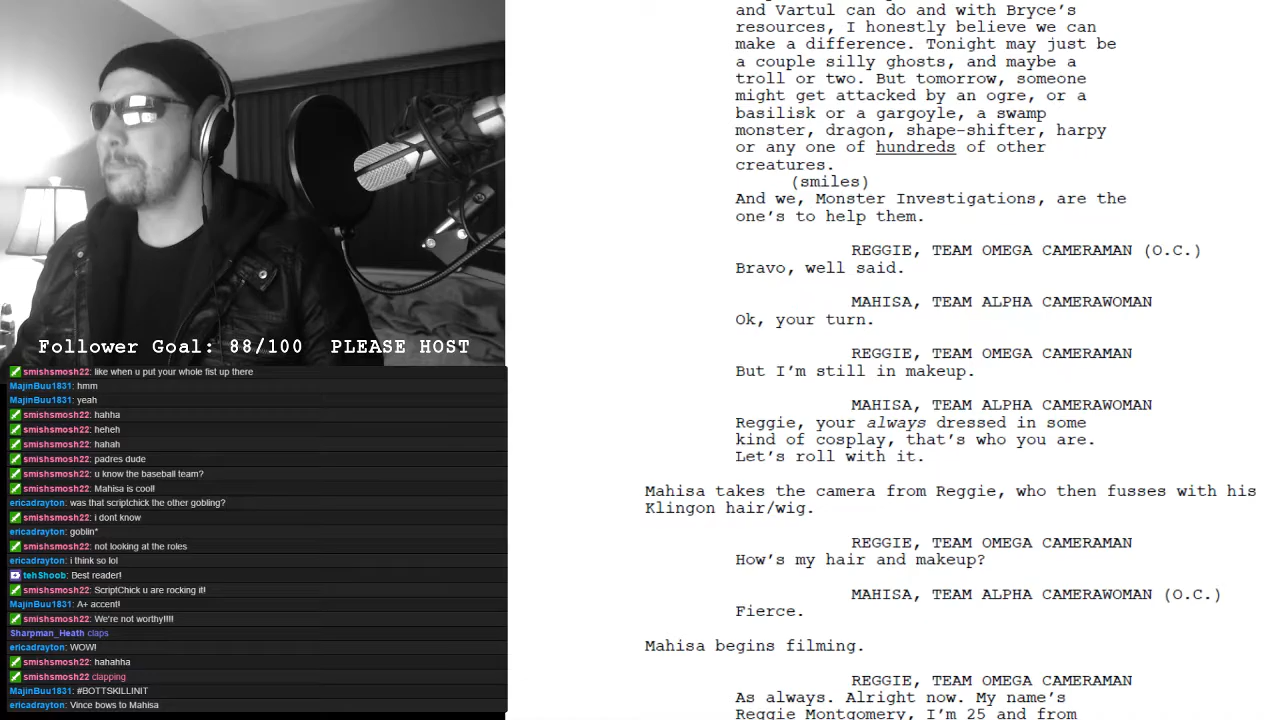 Follower Goal: 88/100 PLEASE HOST
smishsmosh22: like when u put your whole fist up there
MajinBuu1831: hmm
MajinBuu1831: yeah
smishsmosh22: hahha
smishsmosh22: heheh
smishsmosh22: hahah
smishsmosh22: padres dude
smishsmosh22: u know the baseball team?
smishsmosh22: Mahisa is cool!
ericadrayton: was that scriptchick the other gobling?
smishsmosh22: i dont know
ericadrayton: goblin*
smishsmosh22: not looking at the roles
ericadrayton: i think so lol
tehShoob: Best reader!
smishsmosh22: ScriptChick u are rocking it!
MajinBuu1831: A+ accent!
smishsmosh22: We're not worthy!!!!
Sharpman_Heath claps
ericadrayton: WOW!
smishsmosh22: hahahha
smishsmosh22 clapping
MajinBuu1831: #BOTTSKILLINIT
ericadrayton: Vince bows to Mahisa
and Vartul can do and with Bryce's
resources, I honestly believe we can
make a difference. Tonight may just be
a couple silly ghosts, and maybe a
troll or two. But tomorrow, someone
might get attacked by an ogre, or a
basilisk or a gargoyle, a swamp
monster, dragon, shape-shifter, harpy
or any one of hundreds of other
creatures.
(smiles)
And we, Monster Investigations, are the
one's to help them.
REGGIE, TEAM OMEGA CAMERAMAN (O.C.)
Bravo, well said.
MAHISA, TEAM ALPHA CAMERAWOMAN
Ok, your turn.
REGGIE, TEAM OMEGA CAMERAMAN
But I'm still in makeup.
MAHISA, TEAM ALPHA CAMERAWOMAN
Reggie, your always dressed in some
kind of cosplay, that's who you are.
Let's roll with it.
Mahisa takes the camera from Reggie, who then fusses with his
Klingon hair/wig.
REGGIE, TEAM OMEGA CAMERAMAN
How's my hair and makeup?
MAHISA, TEAM ALPHA CAMERAWOMAN (O.C.)
Fierce.
Mahisa begins filming.
REGGIE, TEAM OMEGA CAMERAMAN
As always. Alright now. My name's
Reggie Montgomery, I'm 25 and from